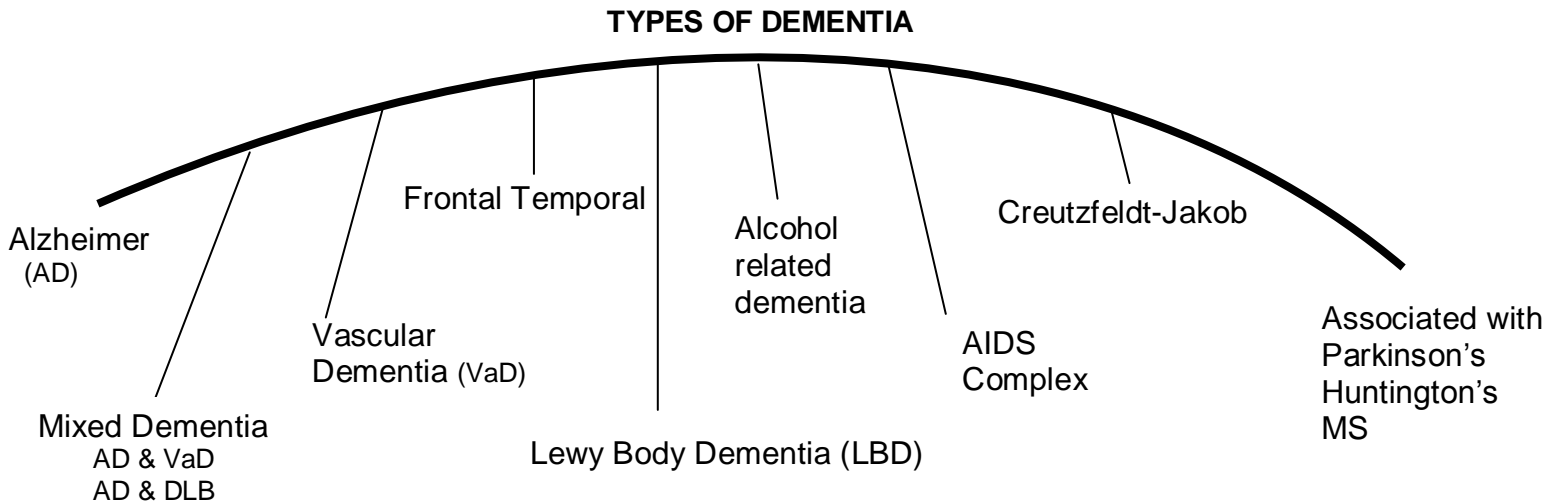 TYPES OF DEMENTIA
Alzheimer
(AD)
Mixed Dementia
AD & VaD
AD & DLB
Vascular
Dementia (VaD)
Frontal Temporal
Lewy Body Dementia (LBD)
Alcohol
related
dementia
AIDS
Complex
Creutzfeldt-Jakob
Associated with
Parkinson’s
Huntington’s
MS